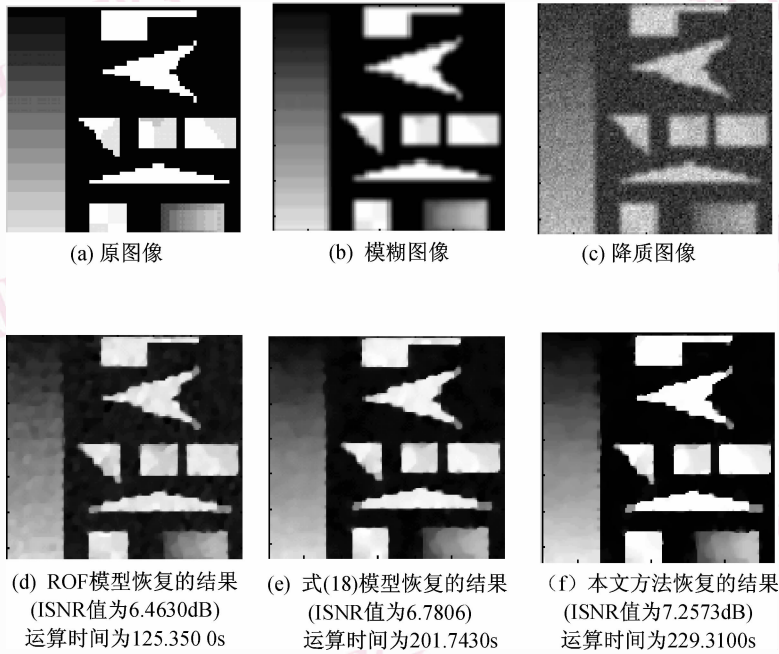 (a) 原图像
(b) 模糊图像
(c) 降质图像
(d) ROF模型恢复的结果
(ISNR值为6.4630dB)
运算时间为125.350 0s
(e) 式(18)模型恢复的结果
(ISNR值为6.7806)
运算时间为201.7430s
（f）本文方法恢复的结果
(ISNR值为7.2573dB)
运算时间为229.3100s